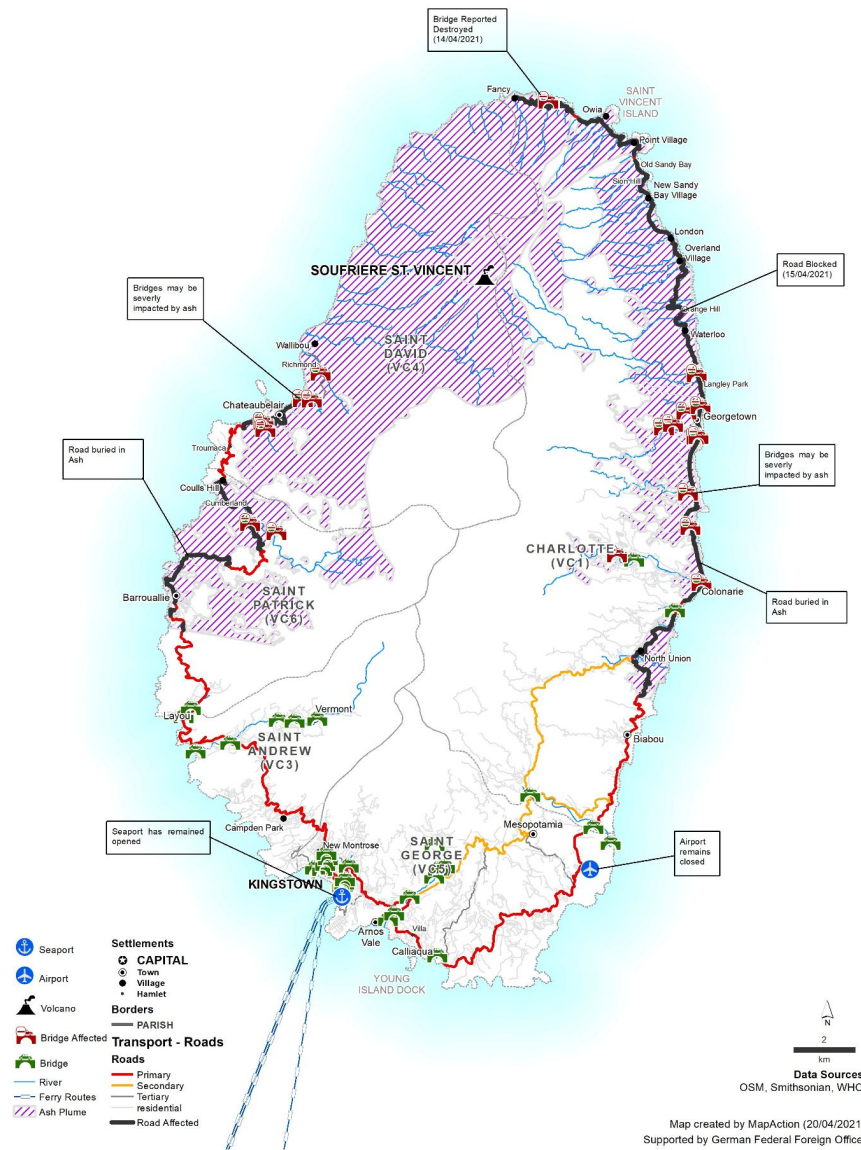 Bridge Reported
Destroyed
(14/04/2021)
Fancy
Owia
SAINT
VINCENT
ISLAND
Point Village
Old Sandy Bay
Sion Hill
New Sandy
Bay Village
London
Overland
Village
SOUFRIERE ST. VINCENT
Road Blocked
(15/04/2021)
Bridges may be
severly
impacted by ash
Orange Hill
Waterloo
Wallibou
SAINT
DAVID
(VC4)
Richmond
Langley Park
Chateaubelair
Georgetown
Troumaca
Road buried in
Ash
Bridges may be
severly
impacted by ash
Coulls Hill
Cumberland
CHARLOTTE
(VC1)
SAINT
PATRICK
(VC6)
Barrouallie
Colonarie
Road buried in
Ash
North Union
Layou
Vermont
SAINT
ANDREW
(VC3)
Biabou
Campden Park
Mesopotamia
Seaport has remained
opened
New Montrose
SAINT
GEORGE
(VC5)
Airport
remains
closed
KINGSTOWN
Arnos
Vale
Villa
Calliaqua
YOUNG
ISLAND DOCK
Seaport
Airport
Volcano
Bridge Affected
Bridge
River
Ferry Routes
Ash Plume
Settlements
CAPITAL
Town
Village
Hamlet
Borders
PARISH
Transport - Roads
Roads
Primary
Secondary
Tertiary
residential
Road Affected
N
2
km
Data Sources
OSM, Smithsonian, WHO
Map created by MapAction (20/04/2021
Supported by German Federal Foreign Office